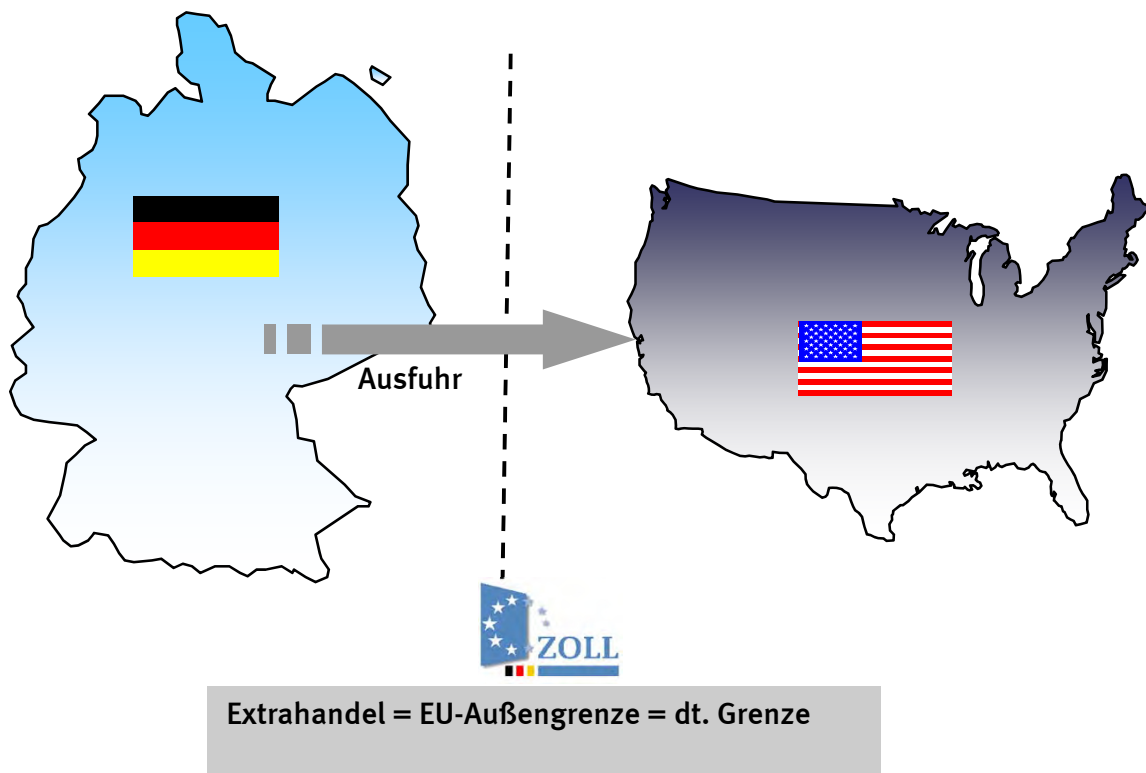 Ausfuhr
ZOLL
Extrahandel = EU-Außengrenze = dt. Grenze